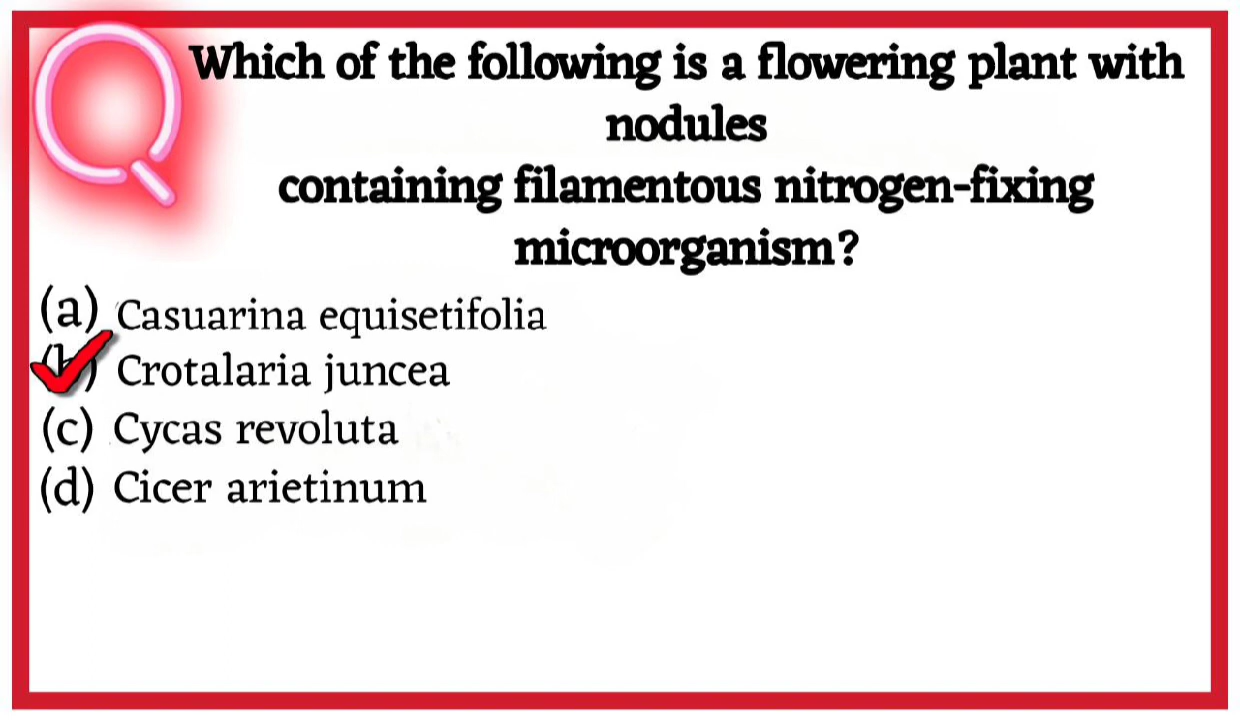 Q Which of the following is a flowering plant with
nodules
containing filamentous nitrogen-fixing
microorganism?
(a) Casuarina equisetifolia
(b) Crotalaria juncea
(c) Cycas revoluta
(d) Cicer arietinum